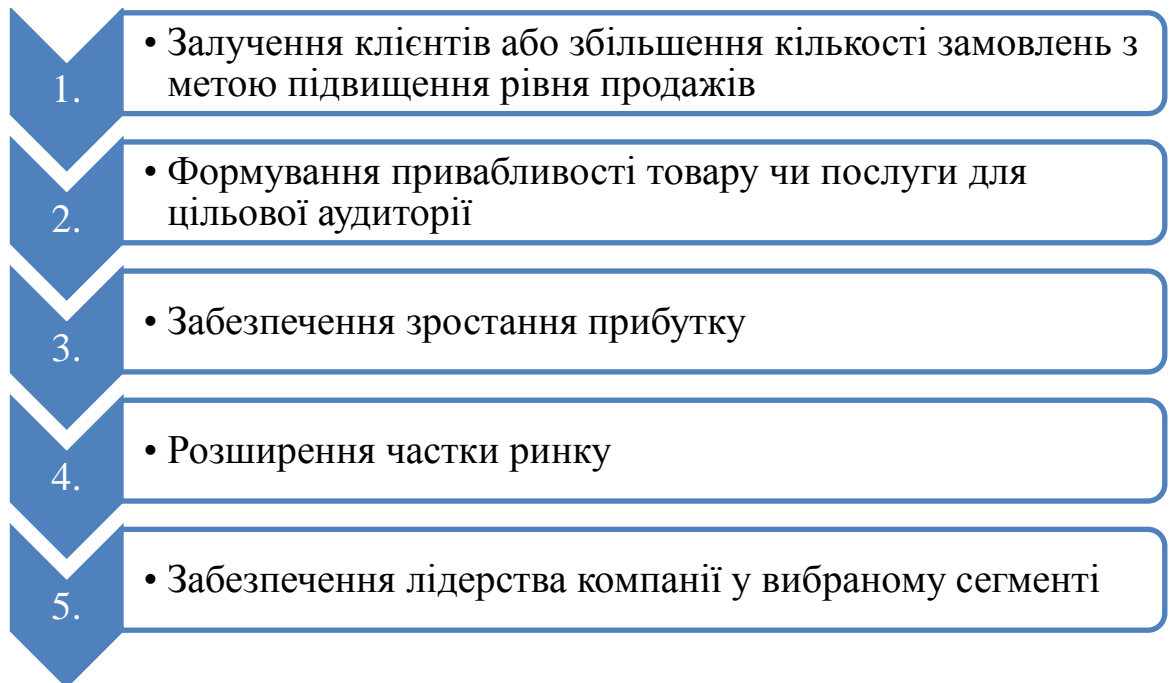 1.
• Залучення клієнтів або збільшення кількості замовлень з
метою підвищення рівня продажів
2.
• Формування привабливості товару чи послуги для
цільової аудиторії
3.
• Забезпечення зростання прибутку
4.
• Розширення частки ринку
5.
• Забезпечення лідерства компанії у вибраному сегменті